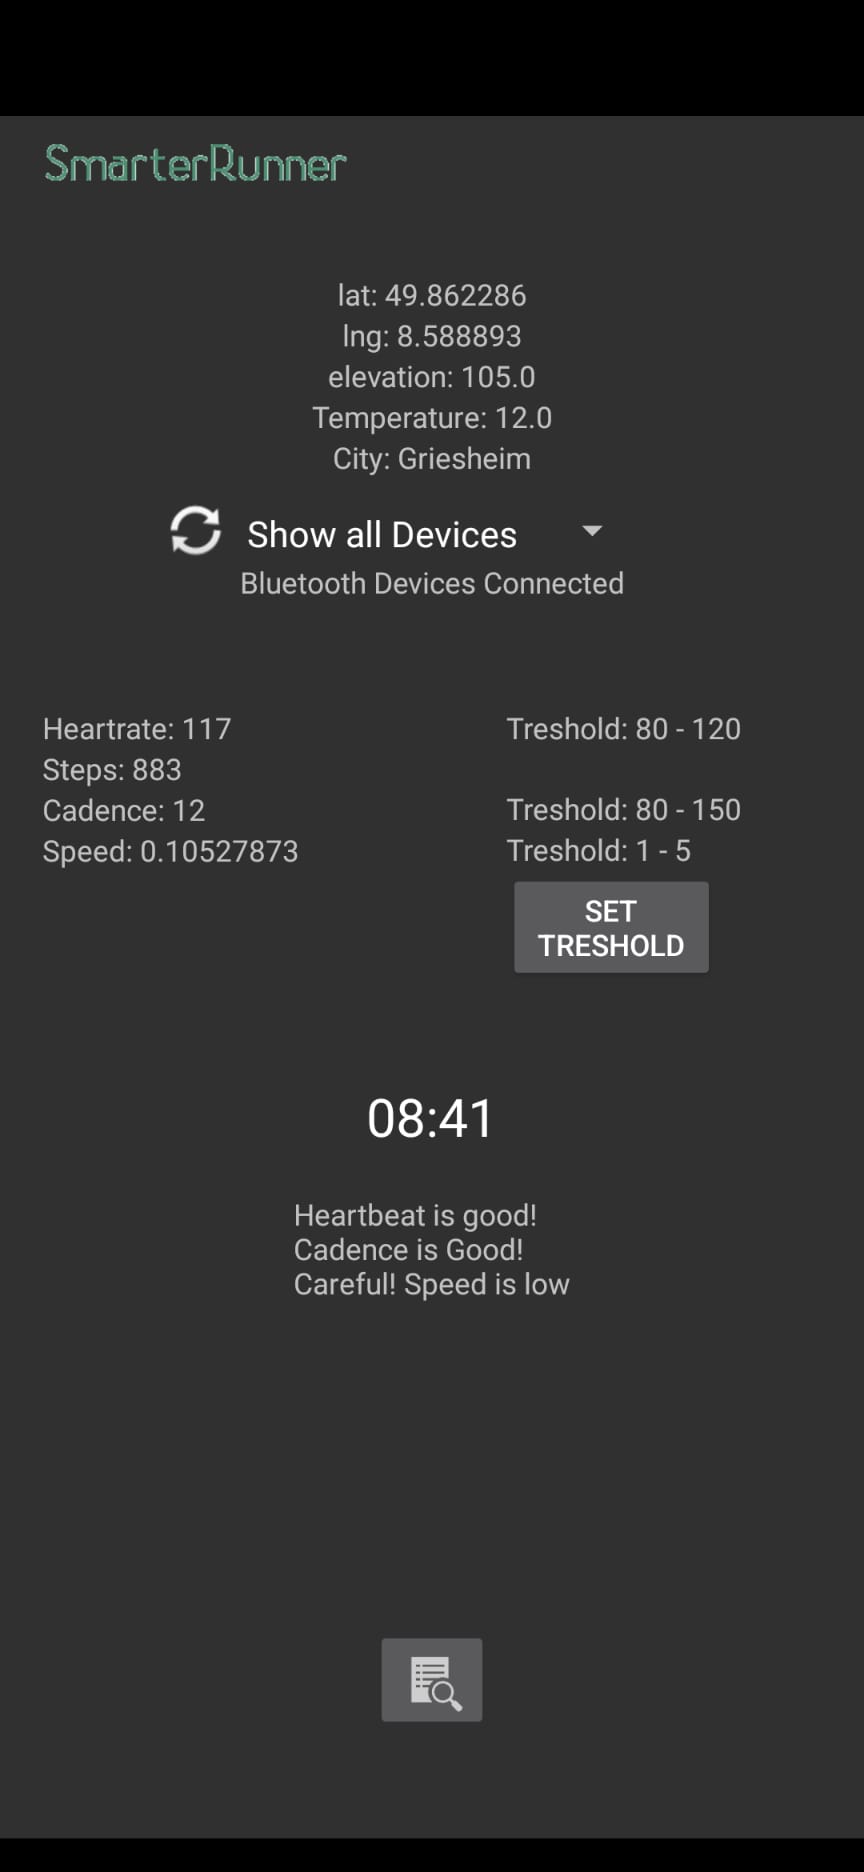 SmarterRunner
lat: 49.862286
lng: 8.588893
elevation: 105.0
Temperature: 12.0
City: Griesheim
Show all Devices
Bluetooth Devices Connected
Heartrate: 117
Treshold: 80 - 120
Steps: 883
Cadence: 12
Treshold: 80 - 150
Speed: 0.10527873
Treshold: 1 - 5
SET
TRESHOLD
08:41
Heartbeat is good!
Cadence is Good!
Careful! Speed is low